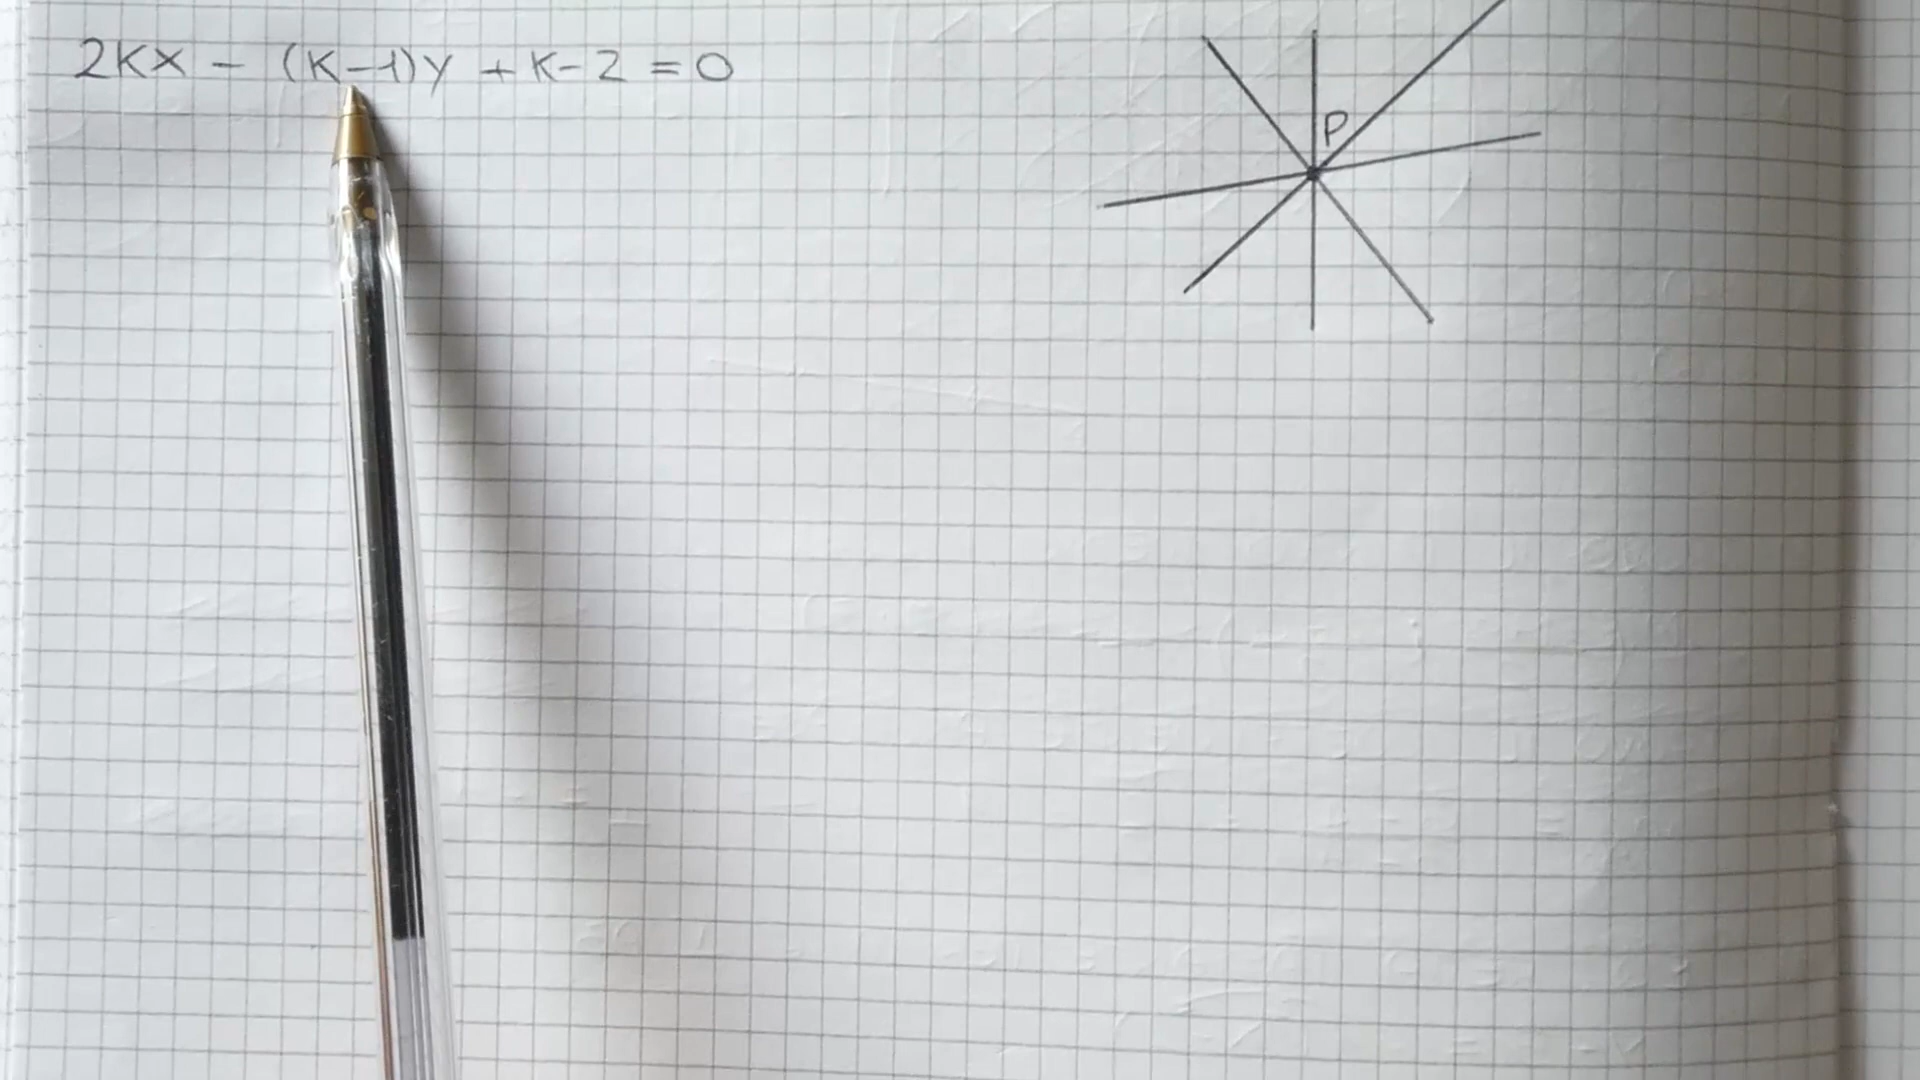 2kx - (k-1)y + k-2 = 0
P